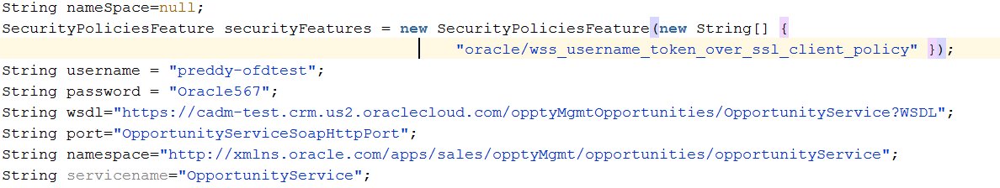 String nameSpace=null;
SecurityPoliciesFeature securityFeatures = new SecurityPoliciesFeature(new String[] {
"oracle/wss_username_token_over_ssl_client_policy" });
String username = "preddy-ofdtest";
String password = "Oracle567";
String wsdl="https://cadm-test.crm.us2.oraclecloud.com/opptyMgmtOpportunities/OpportunityService?WSDL";
String port="OpportunityServiceSoapHttpPort";
String namespace="http://xmlns.oracle.com/apps/sales/opptyMgmt/opportunities/opportunityService";
String servicename="OpportunityService";